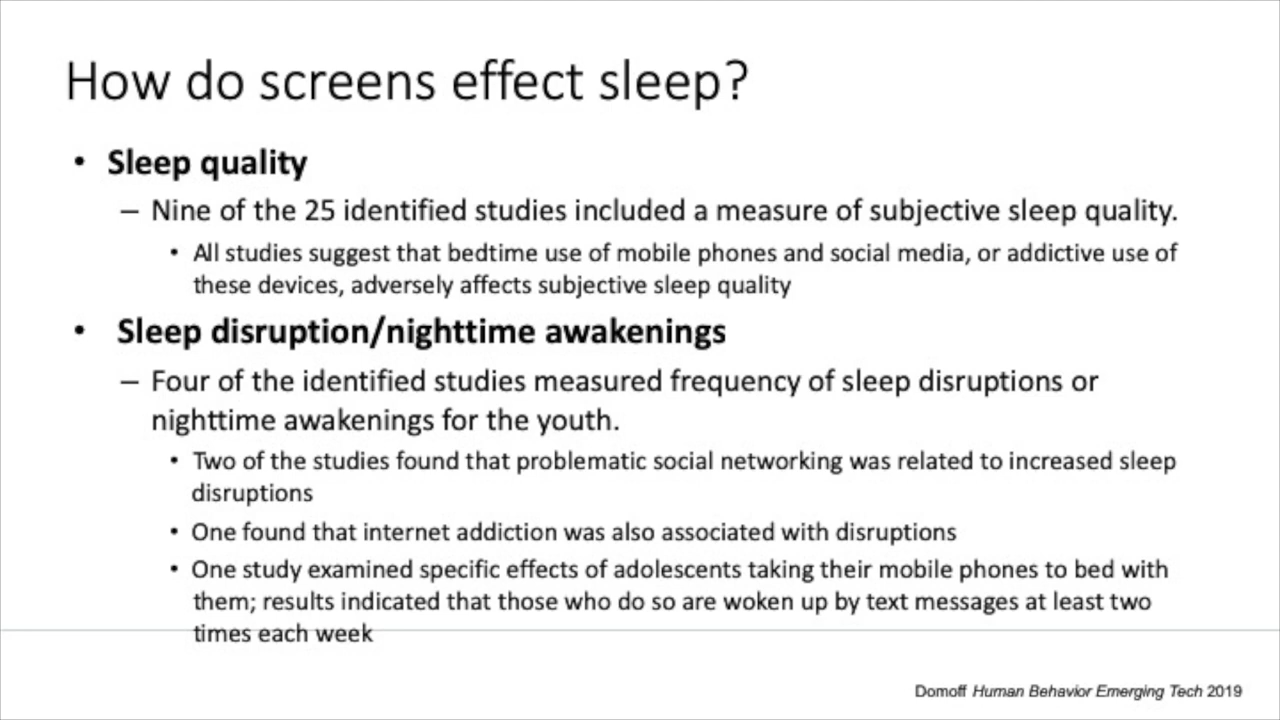 How do screens effect sleep?
• Sleep quality
– Nine of the 25 identified studies included a measure of subjective sleep quality.
• All studies suggest that bedtime use of mobile phones and social media, or addictive use of
these devices, adversely affects subjective sleep quality
• Sleep disruption/nighttime awakenings
– Four of the identified studies measured frequency of sleep disruptions or
nighttime awakenings for the youth.
• Two of the studies found that problematic social networking was related to increased sleep
disruptions
• One found that internet addiction was also associated with disruptions
• One study examined specific effects of adolescents taking their mobile phones to bed with
them; results indicated that those who do so are woken up by text messages at least two
times each week
Domoff Human Behavior Emerging Tech 2019